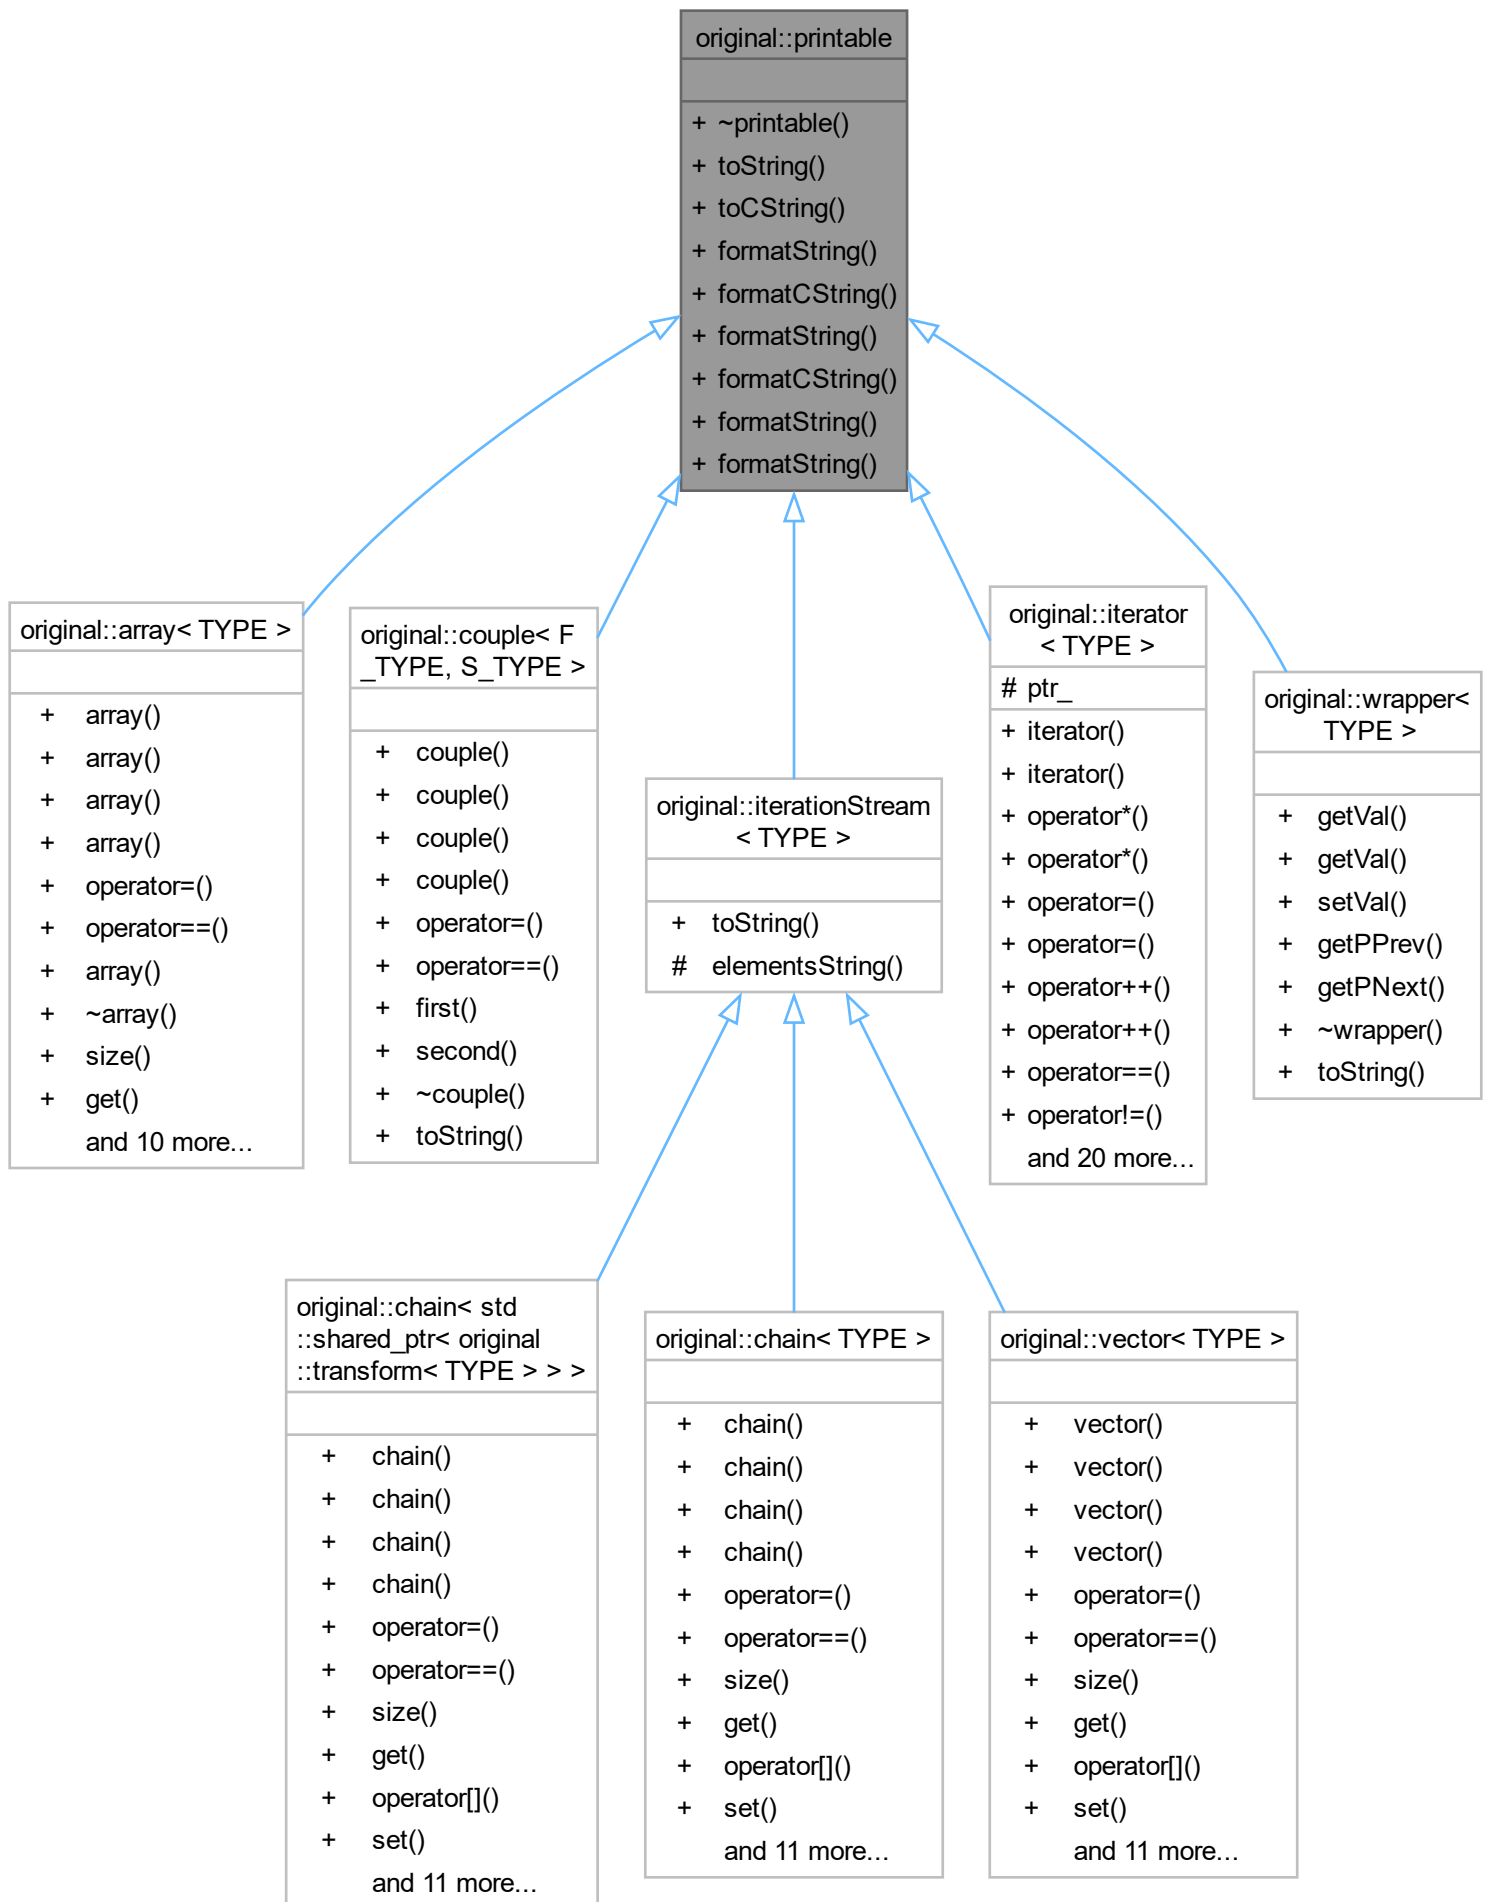 original::printable
+ ~printable()
+ toString()
+ toCString()
+ formatString()
+ formatCString()
+ formatString()
+ formatCString()
+ formatString()
+ formatString()
original::array< TYPE >
+ array()
+ array()
+ array()
+ array()
+ operator=()
+ operator==()
+ array()
+ ~array()
+ size()
+ get()
and 10 more...
original::couple< F
_TYPE, S_TYPE >
+ couple()
+ couple()
+ couple()
+ couple()
+ operator=()
+ operator==()
+ first()
+ second()
+ ~couple()
+ toString()
original::iterationStream
< TYPE >
+ toString()
# elementsString()
original::iterator
< TYPE >
# ptr_
+ iterator()
+ iterator()
+ operator*()
+ operator*()
+ operator=()
+ operator=()
+ operator++()
+ operator++()
+ operator==()
+ operator!=()
and 20 more...
original::wrapper<
TYPE >
+ getVal()
+ getVal()
+ setVal()
+ getPPrev()
+ getPNext()
+ ~wrapper()
+ toString()
original::chain< std
::shared_ptr< original
::transform< TYPE > > >
+ chain()
+ chain()
+ chain()
+ chain()
+ operator=()
+ operator==()
+ size()
+ get()
+ operator[]()
+ set()
and 11 more...
original::chain< TYPE >
+ chain()
+ chain()
+ chain()
+ chain()
+ operator=()
+ operator==()
+ size()
+ get()
+ operator[]()
+ set()
and 11 more...
original::vector< TYPE >
+ vector()
+ vector()
+ vector()
+ vector()
+ operator=()
+ operator==()
+ size()
+ get()
+ operator[]()
+ set()
and 11 more...